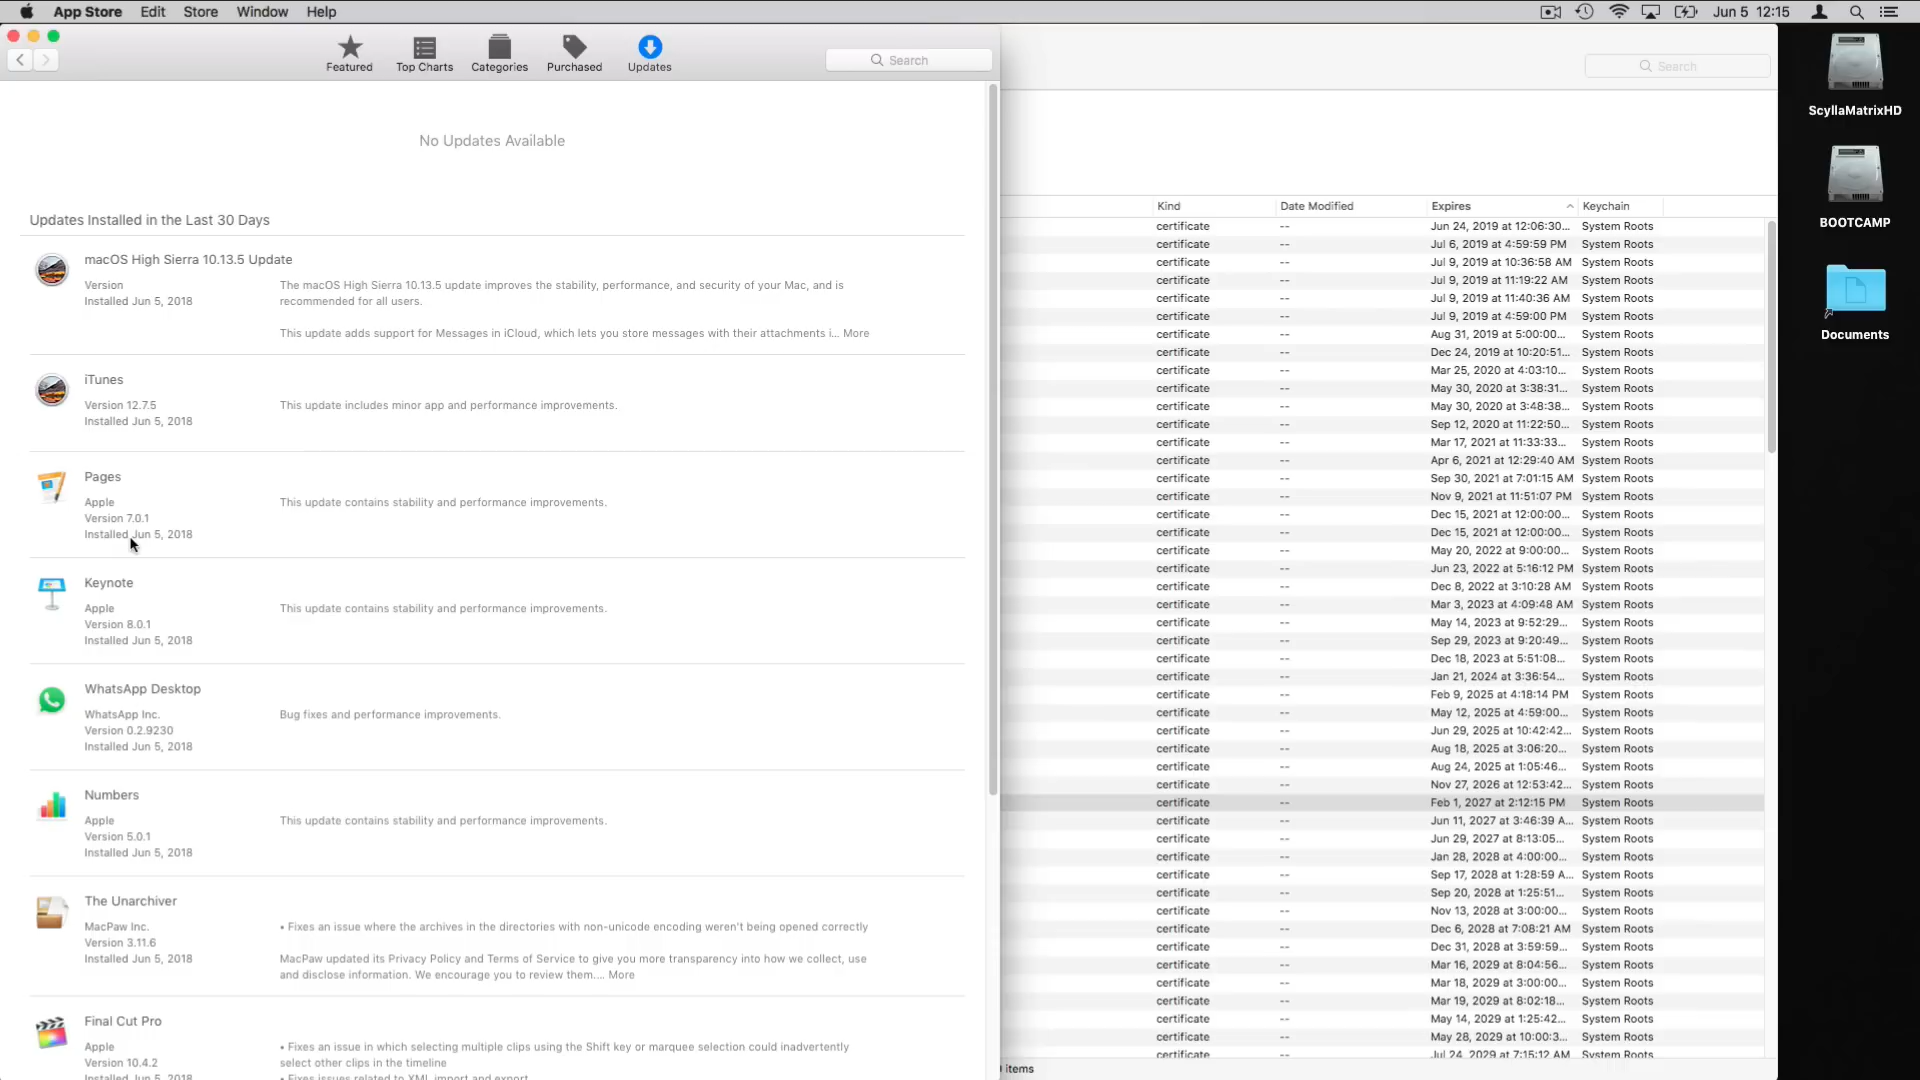 App Store Edit Store Window Help
Jun 5 12:15
Featured Top Charts Categories Purchased Updates
Search
No Updates Available
Updates Installed in the Last 30 Days
macOS High Sierra 10.13.5 Update
Version
Installed Jun 5, 2018
The macOS High Sierra 10.13.5 update improves the stability, performance, and security of your Mac, and is
recommended for all users.
This update adds support for Messages in iCloud, which lets you store messages with their attachments i... More
iTunes
Version 12.7.5
Installed Jun 5, 2018
This update includes minor app and performance improvements.
Pages
Apple
Version 7.0.1
Installed Jun 5, 2018
This update contains stability and performance improvements.
Keynote
Apple
Version 8.0.1
Installed Jun 5, 2018
This update contains stability and performance improvements.
WhatsApp Desktop
WhatsApp Inc.
Version 0.2.9230
Installed Jun 5, 2018
Bug fixes and performance improvements.
Numbers
Apple
Version 5.0.1
Installed Jun 5, 2018
This update contains stability and performance improvements.
The Unarchiver
MacPaw Inc.
Version 3.11.6
Installed Jun 5, 2018
• Fixes an issue where the archives in the directories with non-unicode encoding weren't being opened correctly
MacPaw updated its Privacy Policy and Terms of Service to give you more transparency into how we collect, use
and disclose information. We encourage you to review them.... More
Final Cut Pro
Apple
Version 10.4.2
Installed Jun 5, 2018
• Fixes an issue in which selecting multiple clips using the Shift key or marquee selection could inadvertently
select other clips in the timeline
• Fixes issues related to XML import and export
Search
Kind Date Modified Expires Keychain
certificate -- Jun 24, 2019 at 12:06:30... System Roots
certificate -- Jul 6, 2019 at 4:59:59 PM System Roots
certificate -- Jul 9, 2019 at 10:36:58 AM System Roots
certificate -- Jul 9, 2019 at 11:19:22 AM System Roots
certificate -- Jul 9, 2019 at 11:40:36 AM System Roots
certificate -- Jul 9, 2019 at 4:59:00 PM System Roots
certificate -- Aug 31, 2019 at 5:00:00... System Roots
certificate -- Dec 24, 2019 at 10:20:51... System Roots
certificate -- Mar 25, 2020 at 4:03:10... System Roots
certificate -- May 30, 2020 at 3:38:31... System Roots
certificate -- May 30, 2020 at 3:48:38... System Roots
certificate -- Sep 12, 2020 at 11:22:50... System Roots
certificate -- Mar 17, 2021 at 11:33:33... System Roots
certificate -- Apr 6, 2021 at 12:29:40 AM System Roots
certificate -- Sep 30, 2021 at 7:01:15 AM System Roots
certificate -- Nov 9, 2021 at 11:51:07 PM System Roots
certificate -- Dec 15, 2021 at 12:00:00... System Roots
certificate -- Dec 15, 2021 at 12:00:00... System Roots
certificate -- May 20, 2022 at 9:00:00... System Roots
certificate -- Jun 23, 2022 at 5:16:12 PM System Roots
certificate -- Dec 8, 2022 at 3:10:28 AM System Roots
certificate -- Mar 3, 2023 at 4:09:48 AM System Roots
certificate -- May 14, 2023 at 9:52:29... System Roots
certificate -- Sep 29, 2023 at 9:20:49... System Roots
certificate -- Dec 18, 2023 at 5:51:08... System Roots
certificate -- Jan 21, 2024 at 3:36:54... System Roots
certificate -- Feb 9, 2025 at 4:18:14 PM System Roots
certificate -- May 12, 2025 at 4:59:00... System Roots
certificate -- Jun 29, 2025 at 10:42:42... System Roots
certificate -- Aug 18, 2025 at 3:06:20... System Roots
certificate -- Aug 24, 2025 at 1:05:46... System Roots
certificate -- Nov 27, 2026 at 12:53:42... System Roots
certificate -- Feb 1, 2027 at 2:12:15 PM System Roots
certificate -- Jun 11, 2027 at 3:46:39 A... System Roots
certificate -- Jun 29, 2027 at 8:13:05... System Roots
certificate -- Jan 28, 2028 at 4:00:00... System Roots
certificate -- Sep 17, 2028 at 1:28:59 A... System Roots
certificate -- Sep 20, 2028 at 1:25:51... System Roots
certificate -- Nov 13, 2028 at 3:00:00... System Roots
certificate -- Dec 6, 2028 at 7:08:21 AM System Roots
certificate -- Dec 31, 2028 at 3:59:59... System Roots
certificate -- Mar 16, 2029 at 8:04:56... System Roots
certificate -- Mar 18, 2029 at 3:00:00... System Roots
certificate -- Mar 19, 2029 at 8:02:18... System Roots
certificate -- May 14, 2029 at 1:25:42... System Roots
certificate -- May 28, 2029 at 10:00:3... System Roots
certificate -- Jul 24, 2029 at 7:15:12 AM System Roots
items
ScyllaMatrixHD
BOOTCAMP
Documents